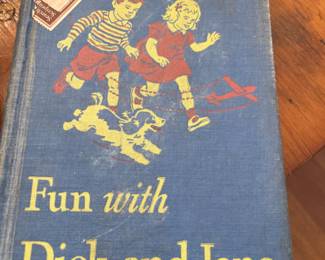 Fun with
Dick and Jane